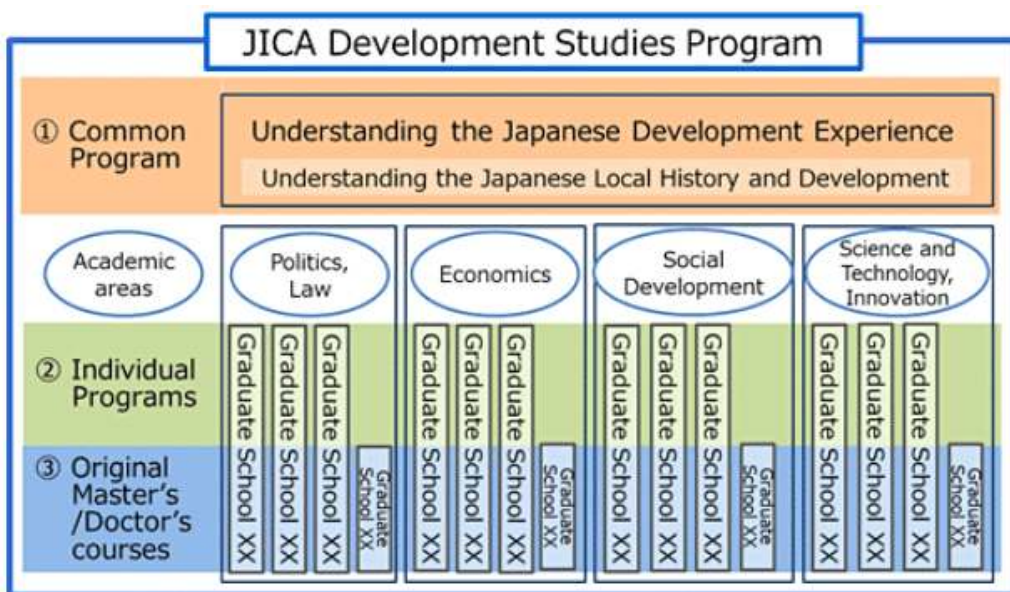 JICA Development Studies Program
① Common
Program
Understanding the Japanese Development Experience
Understanding the Japanese Local History and Development
Academic
areas
Politics,
Law
Economics
Social
Development
Science and
Technology,
Innovation
② Individual
Programs
③ Original
Master's
/Doctor's
courses
Graduate School XX
Graduate School XX
Graduate School XX
Graduate
School XX
Graduate School XX
Graduate School XX
Graduate School XX
Graduate
School XX
Graduate School XX
Graduate School XX
Graduate School XX
Graduate
School XX
Graduate School XX
Graduate School XX
Graduate School XX
Graduate
School XX